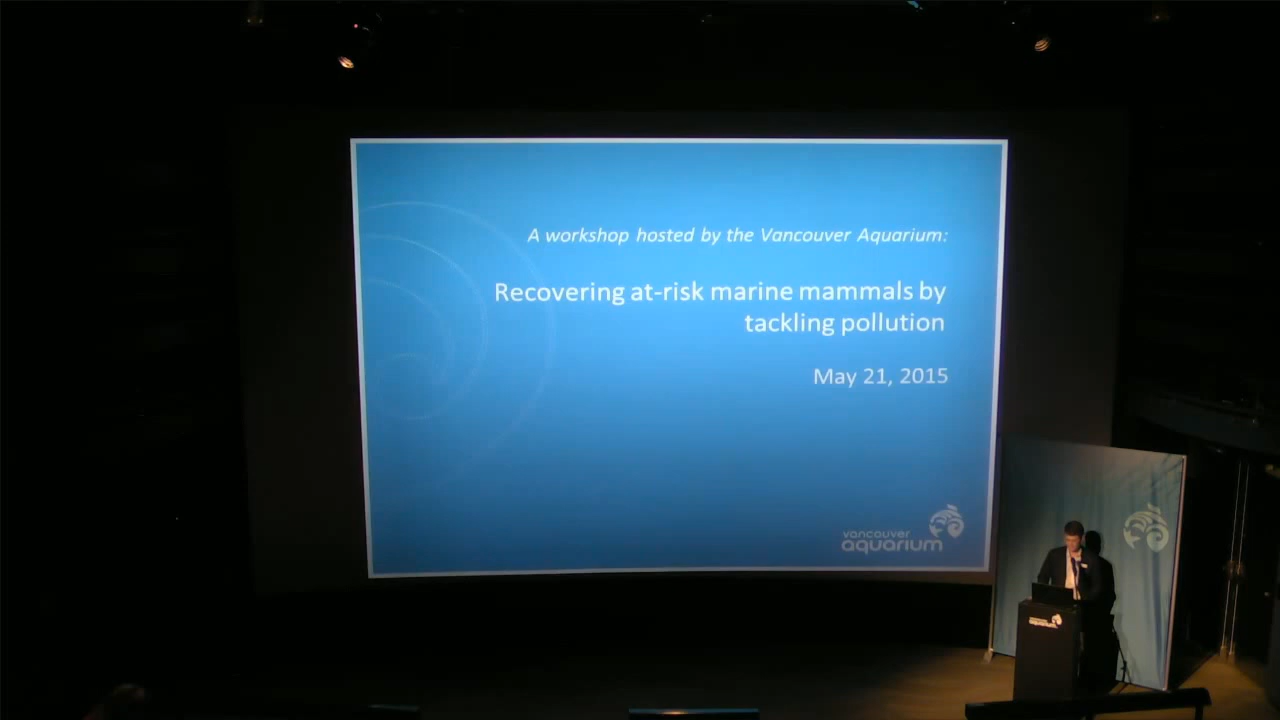 A workshop hosted by the Vancouver Aquarium:
Recovering at-risk marine mammals by
tackling pollution
May 21, 2015
vancouver
aquarium
aquarium